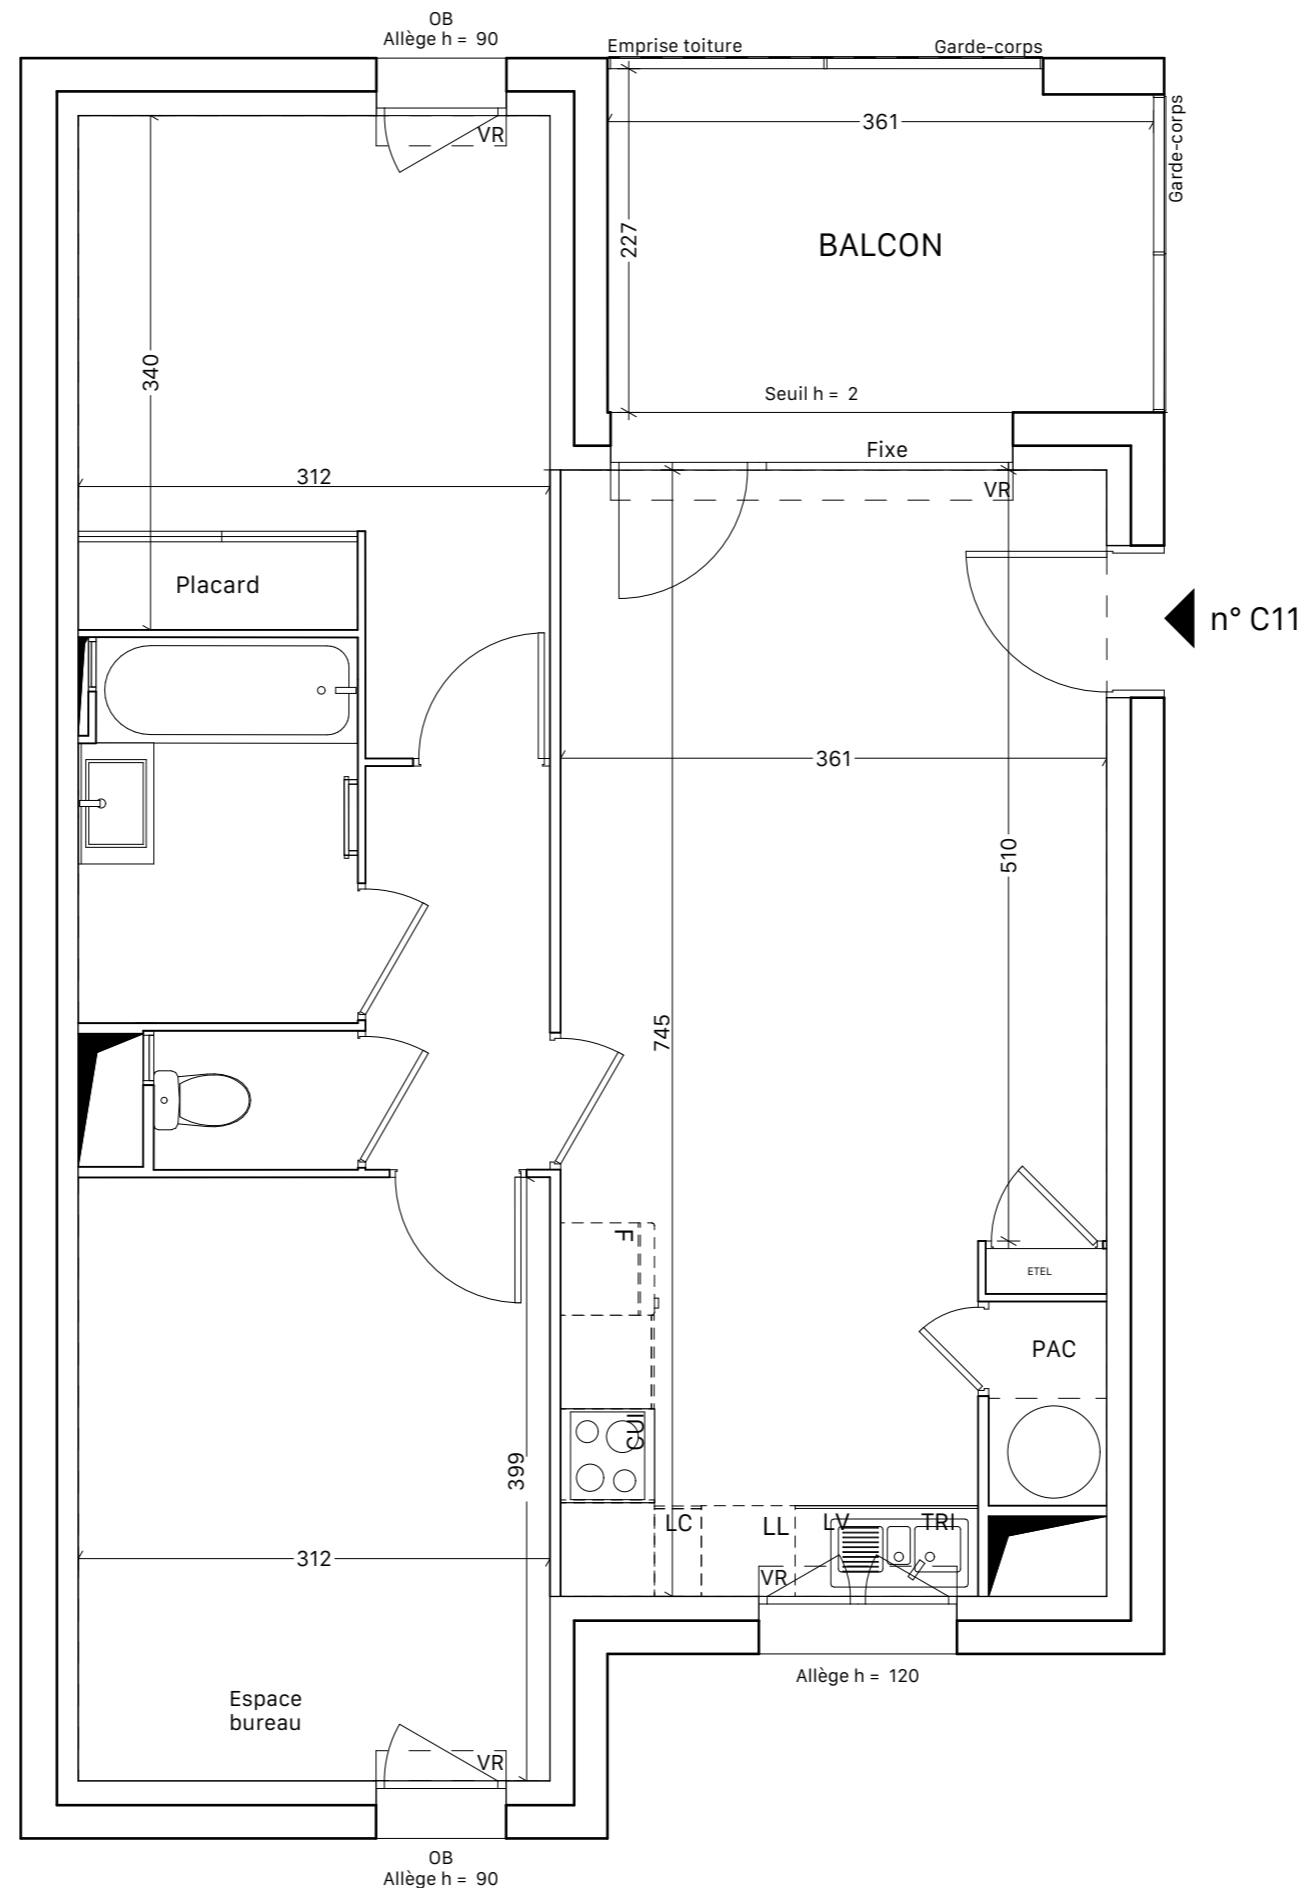 OB
Allège h = 90
Emprise toiture
Garde-corps
VR
361
Garde-corps
227
BALCON
340
Seuil h = 2
Fixe
312
VR
Placard
n° C11
361
510
745
F
ETEL
PAC
CUI
399
LC
LL
LV
TRI
312
VR
Allège h = 120
Espace
bureau
VR
OB
Allège h = 90